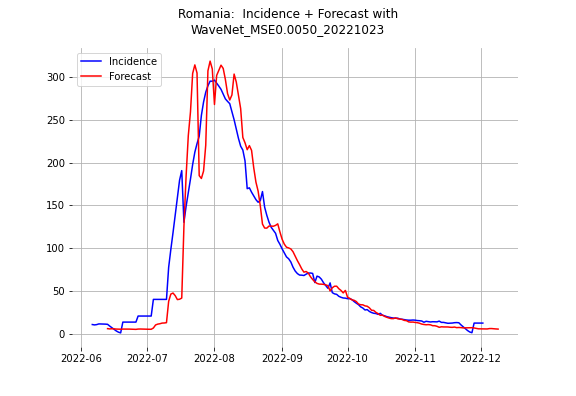 Romania:  Incidence + Forecast with
WaveNet_MSE0.0050_20221023
Incidence
Forecast
300
250
200
150
100
50
0
2022-06 2022-07 2022-08 2022-09 2022-10 2022-11 2022-12